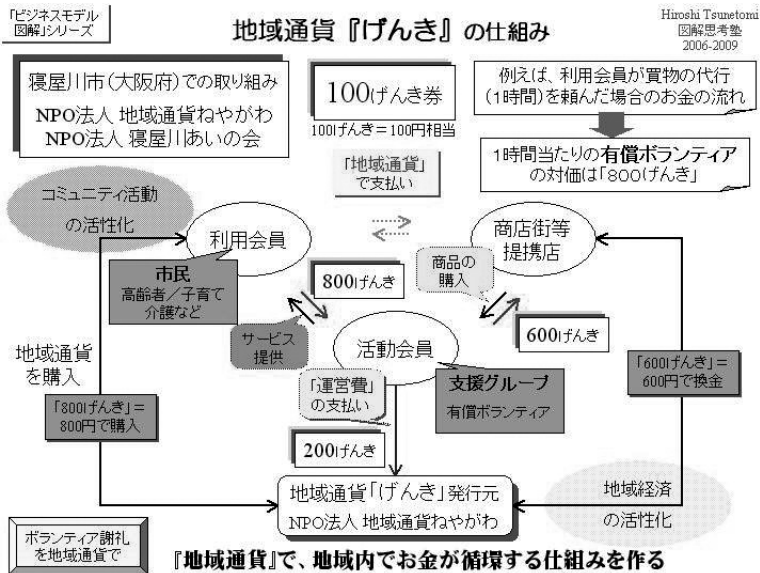 「ビジネスモデル
図解」シリーズ
地域通貨『げんき』の仕組み
Hiroshi Tsunetomi
図解思考塾
2006-2009
寝屋川市(大阪府)での取り組み
NPO法人 地域通貨ねやがわ
NPO法人 寝屋川あいの会
100げんき券
100げんき=100円相当
例えば、利用会員が買物の代行
(1時間)を頼んだ場合のお金の流れ
「地域通貨」
で支払い
1時間当たりの有償ボランティア
の対価は「800げんき」
コミュニティ活動
の活性化
利用会員
商店街等
提携店
市民
高齢者/子育て
介護など
800げんき
商品の
購入
サービス
提供
活動会員
600げんき
地域通貨
を購入
「800げんき」=
800円で購入
「運営費」
の支払い
支援グループ
有償ボランティア
「600げんき」=
600円で換金
200げんき
地域通貨「げんき」発行元
NPO法人 地域通貨ねやがわ
地域経済
の活性化
ボランティア謝礼
を地域通貨で
『地域通貨』で、地域内でお金が循環する仕組みを作る